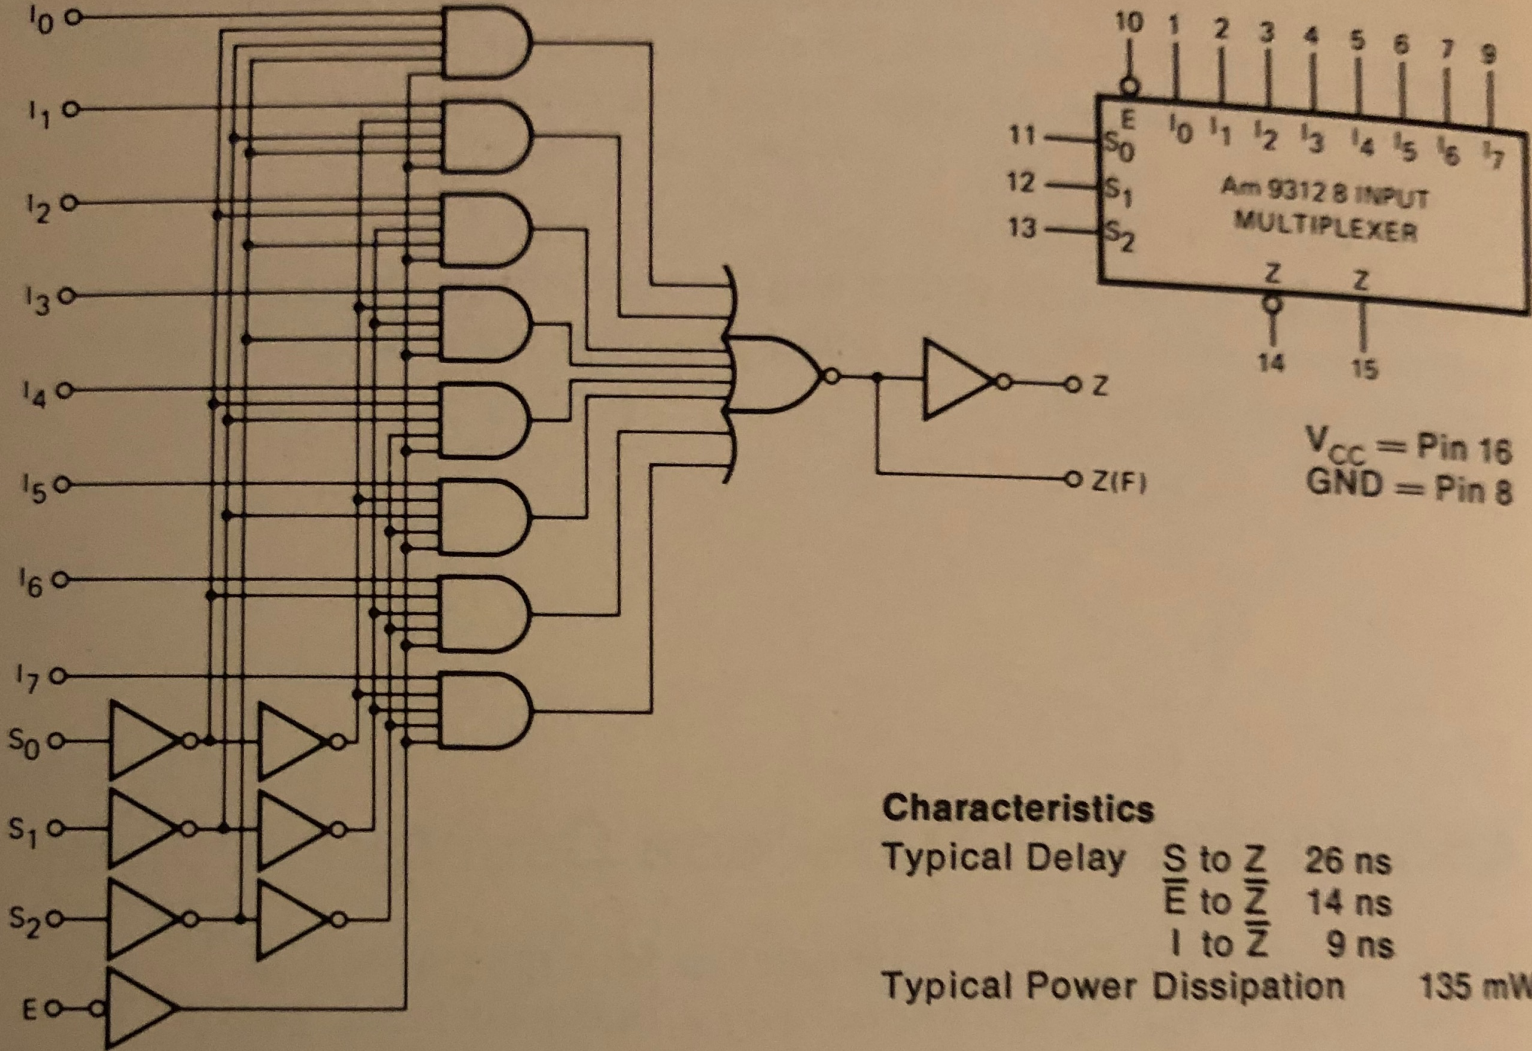 I0
I1
I2
I3
I4
I5
I6
I7
S0
S1
S2
E
Z
Z(F)
10 1 2 3 4 5 6 7 9
E I0 I1 I2 I3 I4 I5 I6 I7
11 S0
12 S1
13 S2
Am 9312 8 INPUT
MULTIPLEXER
Z Z
14 15
VCC = Pin 16
GND = Pin 8
Characteristics
Typical Delay S to Z̅ 26 ns
E̅ to Z̅ 14 ns
I to Z̅ 9 ns
Typical Power Dissipation 135 mW